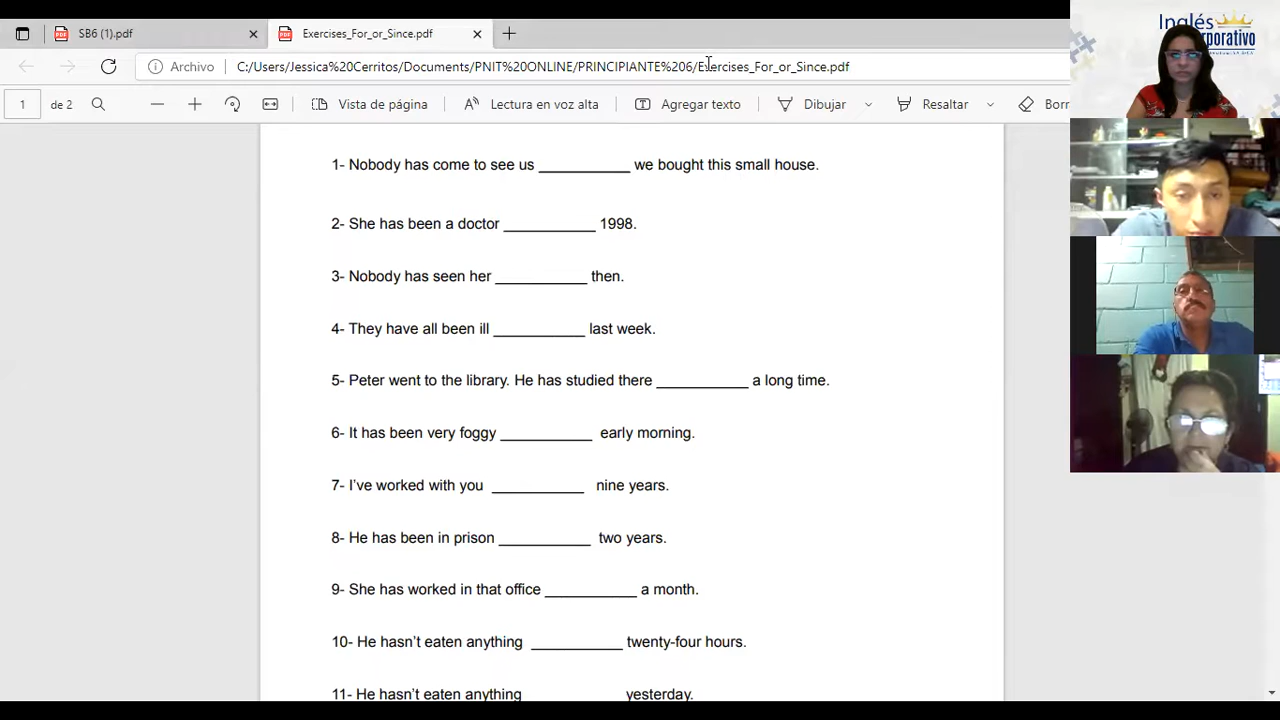 SB6 (1).pdf
Exercises_For_or_Since.pdf
Archivo
C:/Users/Jessica%20Cerritos/Documents/PNIT%20ONLINE/PRINCIPIANTE%206/Exercises_For_or_Since.pdf
1 de 2
Vista de página
Lectura en voz alta
Agregar texto
Dibujar
Resaltar
Borr
Inglés
orporativo
1- Nobody has come to see us ___________ we bought this small house.
2- She has been a doctor ___________ 1998.
3- Nobody has seen her ___________ then.
4- They have all been ill ___________ last week.
5- Peter went to the library. He has studied there ___________ a long time.
6- It has been very foggy ___________ early morning.
7- I’ve worked with you ___________ nine years.
8- He has been in prison ___________ two years.
9- She has worked in that office ___________ a month.
10- He hasn’t eaten anything ___________ twenty-four hours.
11- He hasn’t eaten anything ___________ yesterday.